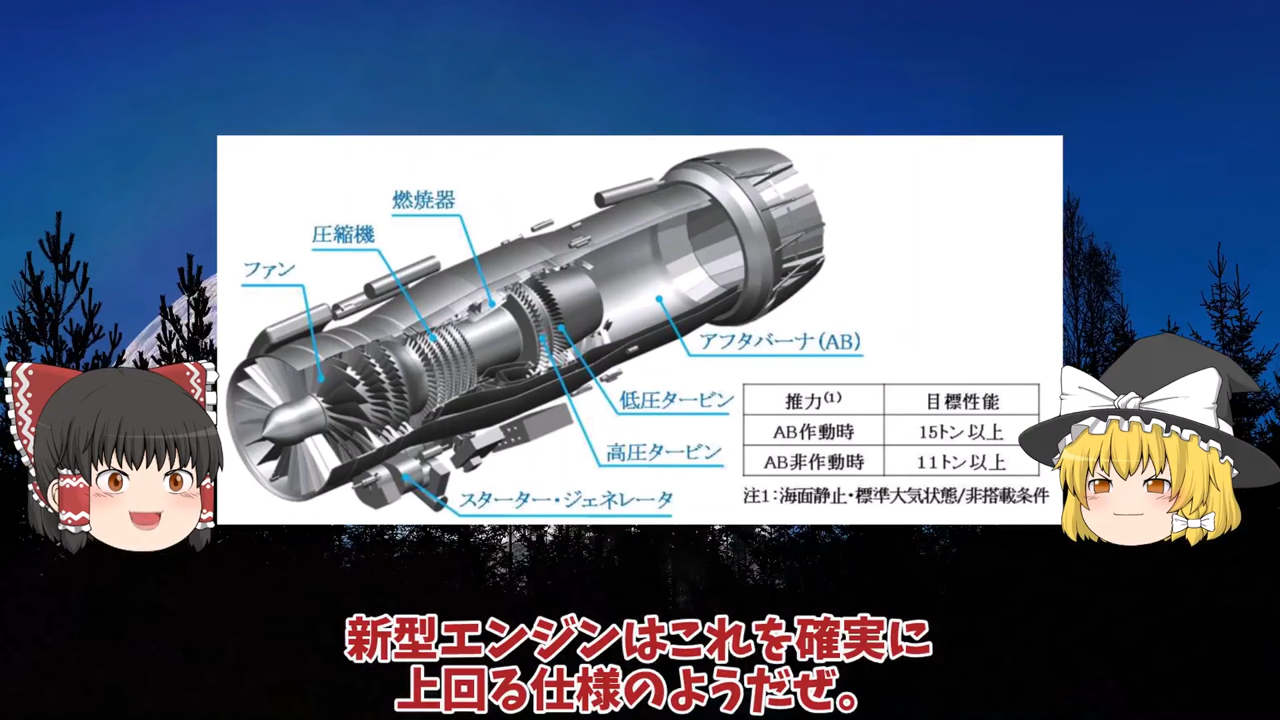 燃焼器
圧縮機
ファン
アフタバーナ(AB)
低圧タービン
高圧タービン
スターター・ジェネレータ
推力(1) 目標性能
AB作動時 15トン以上
AB非作動時 11トン以上
注1:海面静止・標準大気状態/非搭載条件
新型エンジンはこれを確実に
上回る仕様のようだぜ。